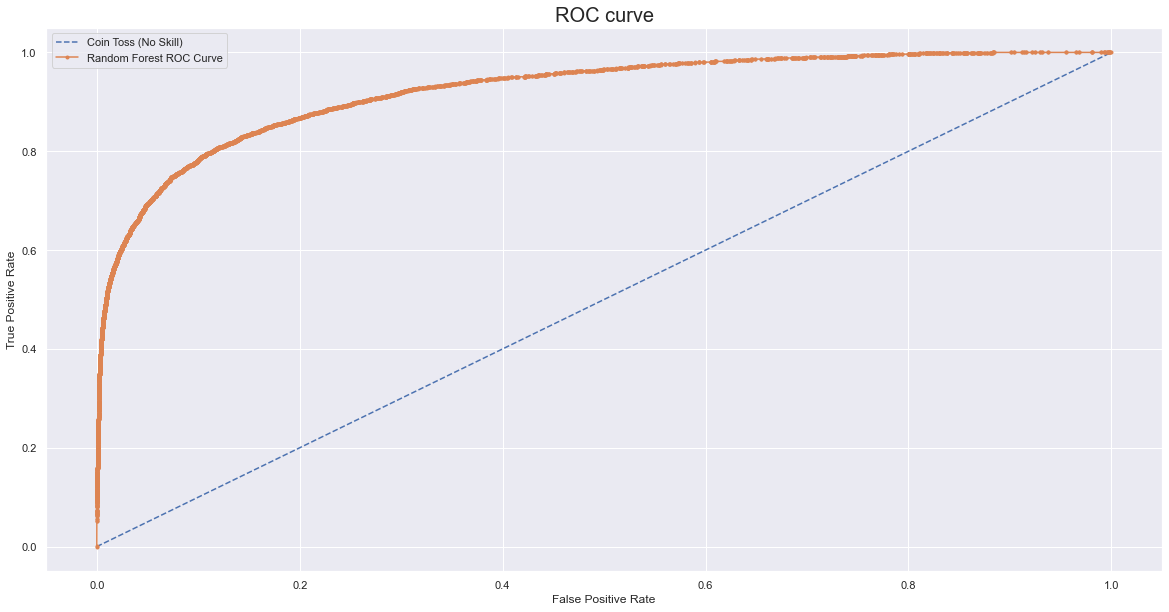 ROC curve
Coin Toss (No Skill)
Random Forest ROC Curve
True Positive Rate
1.0
0.8
0.6
0.4
0.2
0.0
0.0 0.2 0.4 0.6 0.8 1.0
False Positive Rate